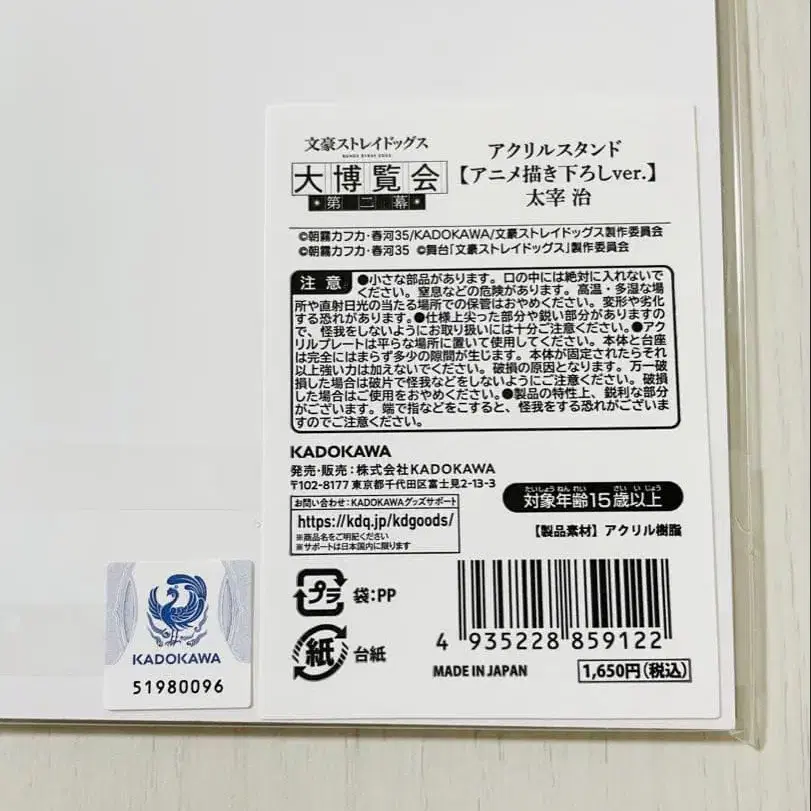 文豪ストレイドッグス
大博覧会
第二幕
アクリルスタンド
【アニメ描き下ろしver.】
太宰 治
©朝霧カフカ・春河35/KADOKAWA/文豪ストレイドッグス製作委員会
©朝霧カフカ・春河35 ©舞台「文豪ストレイドッグス」製作委員会
注意 ●小さな部品があります。口の中には絶対に入れないで
ください。窒息などの危険があります。高温・多湿な場
所や直射日光の当たる場所での保管はおやめください。変形や劣化
する恐れがあります。●仕様上尖った部分や鋭い部分がありますの
で、怪我をしないようにお取り扱いには十分ご注意ください。●アク
リルプレートは平らな場所に置いて使用してください。本体と台座
は完全にはまらず多少の隙間が生じます。本体が固定されたらそれ
以上強い力は加えないでください。破損の原因となります。万一破
損した場合は破片で怪我などをしないようにご注意ください。破損
した場合はご使用をおやめください。●製品の特性上、鋭利な部分
がございます。端で指などをこすると、怪我をする恐れがございま
すのでご注意ください。
KADOKAWA
発売・販売：株式会社KADOKAWA
〒102-8177 東京都千代田区富士見2-13-3
お問い合わせ：KADOKAWAグッズサポート
https://kdq.jp/kdgoods/
※商品名をご明記ください
※サポートは日本国内に限ります
たいしょうねんれい さい いじょう
対象年齢15歳以上
【製品素材】アクリル樹脂
プラ 袋：PP
紙 台紙
4 935228 859122
MADE IN JAPAN
1,650円（税込）
KADOKAWA
51980096